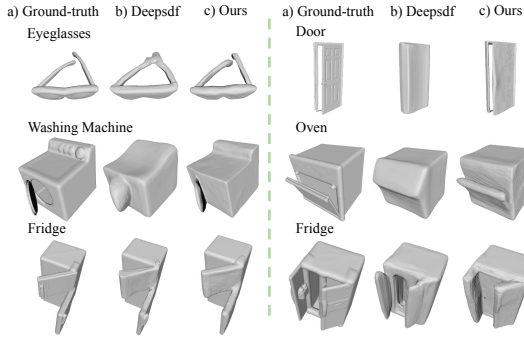 a) Ground-truth b) Deepsdf c) Ours
Eyeglasses
Washing Machine
Fridge
a) Ground-truth b) Deepsdf c) Ours
Door
Oven
Fridge